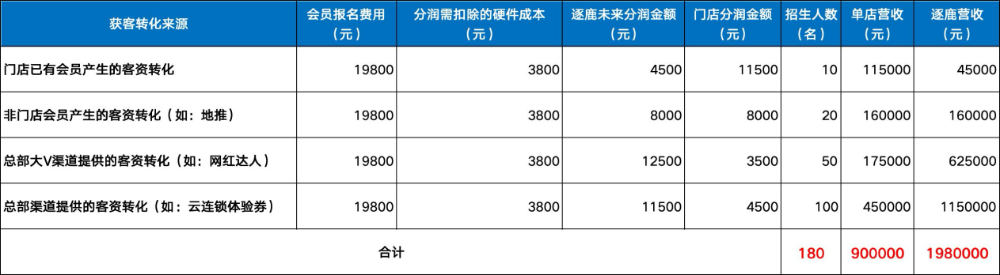 获客转化来源 会员报名费用（元） 分润需扣除的硬件成本（元） 逐鹿未来分润金额（元） 门店分润金额（元） 招生人数（名） 单店营收（元） 逐鹿营收（元）
门店已有会员产生的客资转化 19800 3800 4500 11500 10 115000 45000
非门店会员产生的客资转化（如：地推） 19800 3800 8000 8000 20 160000 160000
总部大V渠道提供的客资转化（如：网红达人） 19800 3800 12500 3500 50 175000 625000
总部渠道提供的客资转化（如：云连锁体验券） 19800 3800 11500 4500 100 450000 1150000
合计 180 900000 1980000